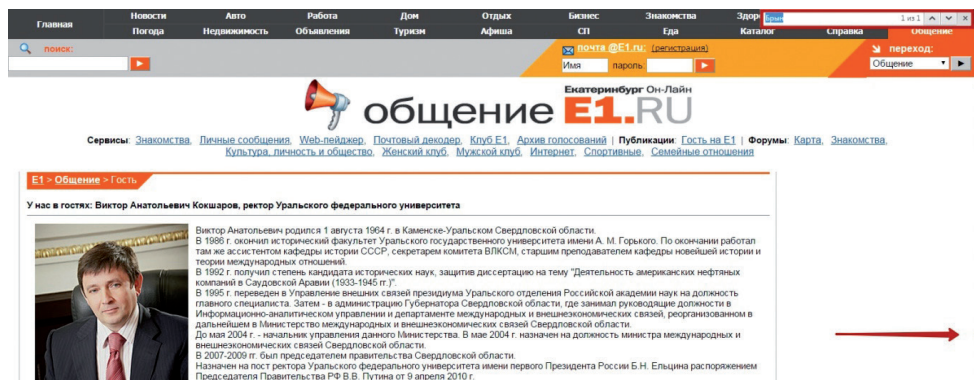 Главная
Новости Авто Работа Дом Отдых Бизнес Знакомства
Погода Недвижимость Объявления Туризм Афиша СП Еда Каталог Справка Общение
1 из 1
поиск:
почта @E1.ru: (регистрация)
Имя пароль
переход:
Общение
общение
Екатеринбург Он-Лайн
E1.RU
Сервисы: Знакомства, Личные сообщения, Web-пейджер, Почтовый декодер, Клуб E1, Архив голосований | Публикации: Гость на E1 | Форумы: Карта, Знакомства,
Культура, личность и общество, Женский клуб, Мужской клуб, Интернет, Спортивные, Семейные отношения
E1 > Общение > Гость
У нас в гостях: Виктор Анатольевич Кокшаров, ректор Уральского федерального университета
Виктор Анатольевич родился 1 августа 1964 г. в Каменске-Уральском Свердловской области.
В 1986 г. окончил исторический факультет Уральского государственного университета имени А. М. Горького. По окончании работал
там же ассистентом кафедры истории СССР, секретарем комитета ВЛКСМ, старшим преподавателем кафедры новейшей истории и
теории международных отношений.
В 1992 г. получил степень кандидата исторических наук, защитив диссертацию на тему "Деятельность американских нефтяных
компаний в Саудовской Аравии (1933-1945 гг.)".
В 1995 г. переведен в Управление внешних связей президиума Уральского отделения Российской академии наук на должность
главного специалиста. Затем - в администрацию Губернатора Свердловской области, где занимал руководящие должности в
Информационно-аналитическом управлении и департаменте международных и внешнеэкономических связей, реорганизованном в
дальнейшем в Министерство международных и внешнеэкономических связей Свердловской области.
До мая 2004 г. - начальник управления данного Министерства. В мае 2004 г. назначен на должность министра международных и
внешнеэкономических связей Свердловской области.
В 2007-2009 гг. был председателем правительства Свердловской области.
Назначен на пост ректора Уральского федерального университета имени первого Президента России Б.Н. Ельцина распоряжением
Председателя Правительства РФ В.В. Путина от 9 апреля 2010 г.